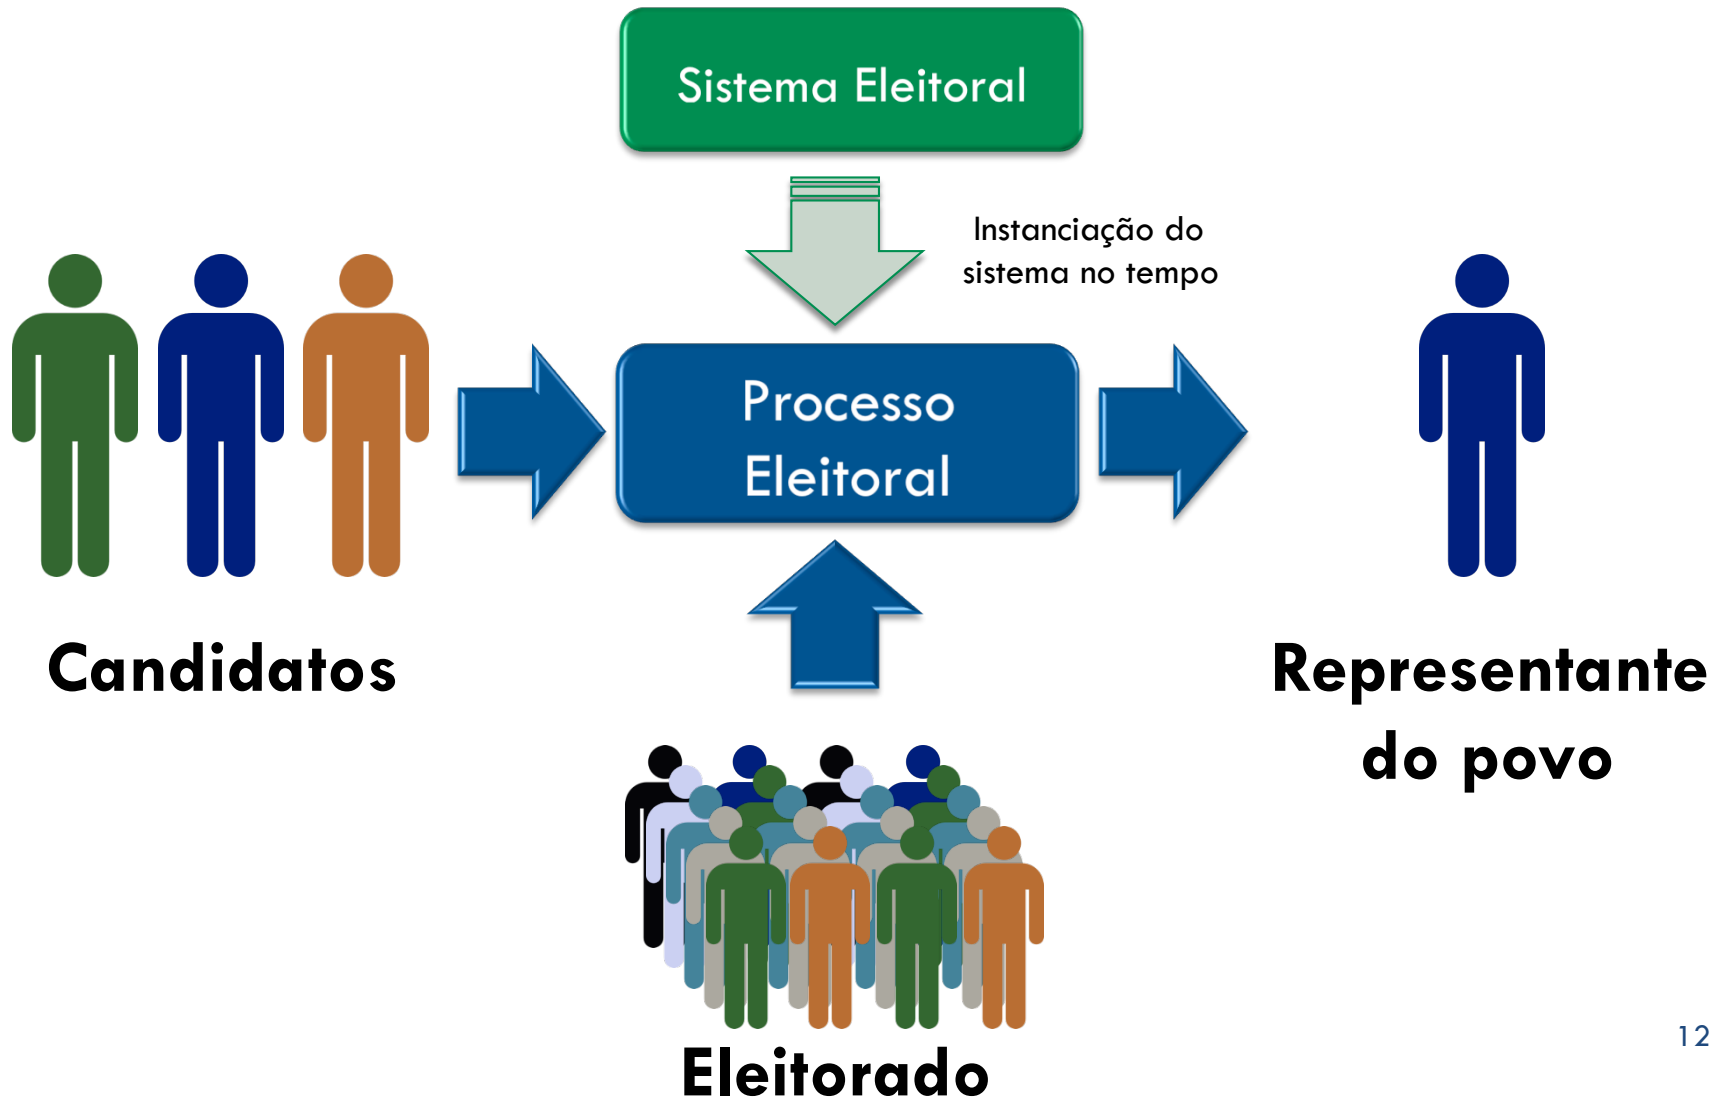 Sistema Eleitoral
Instanciação do
sistema no tempo
Processo
Eleitoral
Candidatos
Representante
do povo
Eleitorado
12